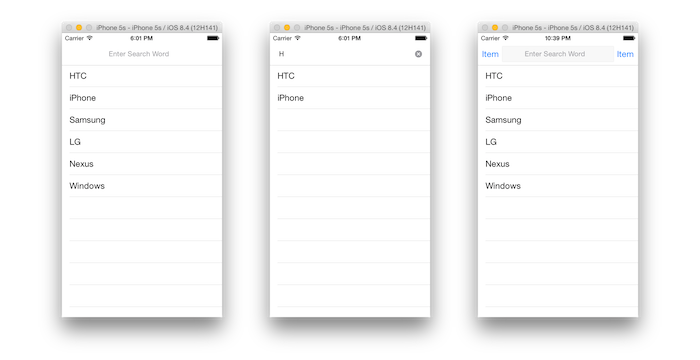 iPhone 5s - iPhone 5s / iOS 8.4 (12H141)
Carrier 6:01 PM
Enter Search Word
HTC
iPhone
Samsung
LG
Nexus
Windows
iPhone 5s - iPhone 5s / iOS 8.4 (12H141)
Carrier 6:01 PM
H
HTC
iPhone
iPhone 5s - iPhone 5s / iOS 8.4 (12H141)
Carrier 10:39 PM
Item Enter Search Word Item
HTC
iPhone
Samsung
LG
Nexus
Windows